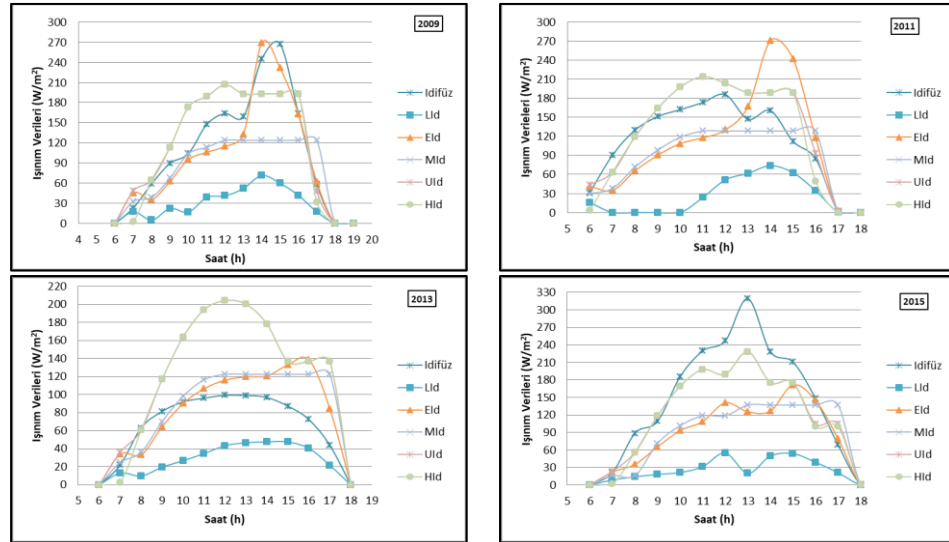 2009
Işınım Verileri (W/m²)
300
270
240
210
180
150
120
90
60
30
0
4 5 6 7 8 9 10 11 12 13 14 15 16 17 18 19 20
Saat (h)
Idifüz
LId
EId
MId
UId
HId
2011
Işınım Verieleri (W/m²)
300
270
240
210
180
150
120
90
60
30
0
5 6 7 8 9 10 11 12 13 14 15 16 17 18
Saat (h)
Idifüz
LId
EId
MId
UId
HId
2013
Işınım Verileri (W/m²)
220
200
180
160
140
120
100
80
60
40
20
0
5 6 7 8 9 10 11 12 13 14 15 16 17 18 19
Saat (h)
Idifüz
LId
EId
MId
UId
HId
2015
Işınım Verileri (W/m²)
330
300
270
240
210
180
150
120
90
60
30
0
5 6 7 8 9 10 11 12 13 14 15 16 17 18
Saat (h)
Idifüz
LId
EId
MId
UId
HId